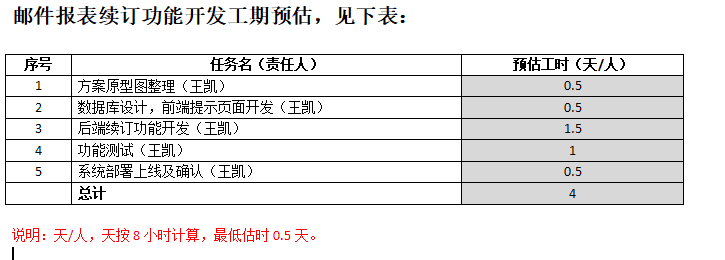 邮件报表续订功能开发工期预估，见下表：
序号 任务名（责任人） 预估工时（天/人）
1 方案原型图整理（王凯） 0.5
2 数据库设计，前端提示页面开发（王凯） 0.5
3 后端续订功能开发（王凯） 1.5
4 功能测试（王凯） 1
5 系统部署上线及确认（王凯） 0.5
总计 4
说明：天/人，天按 8 小时计算，最低估时 0.5 天。